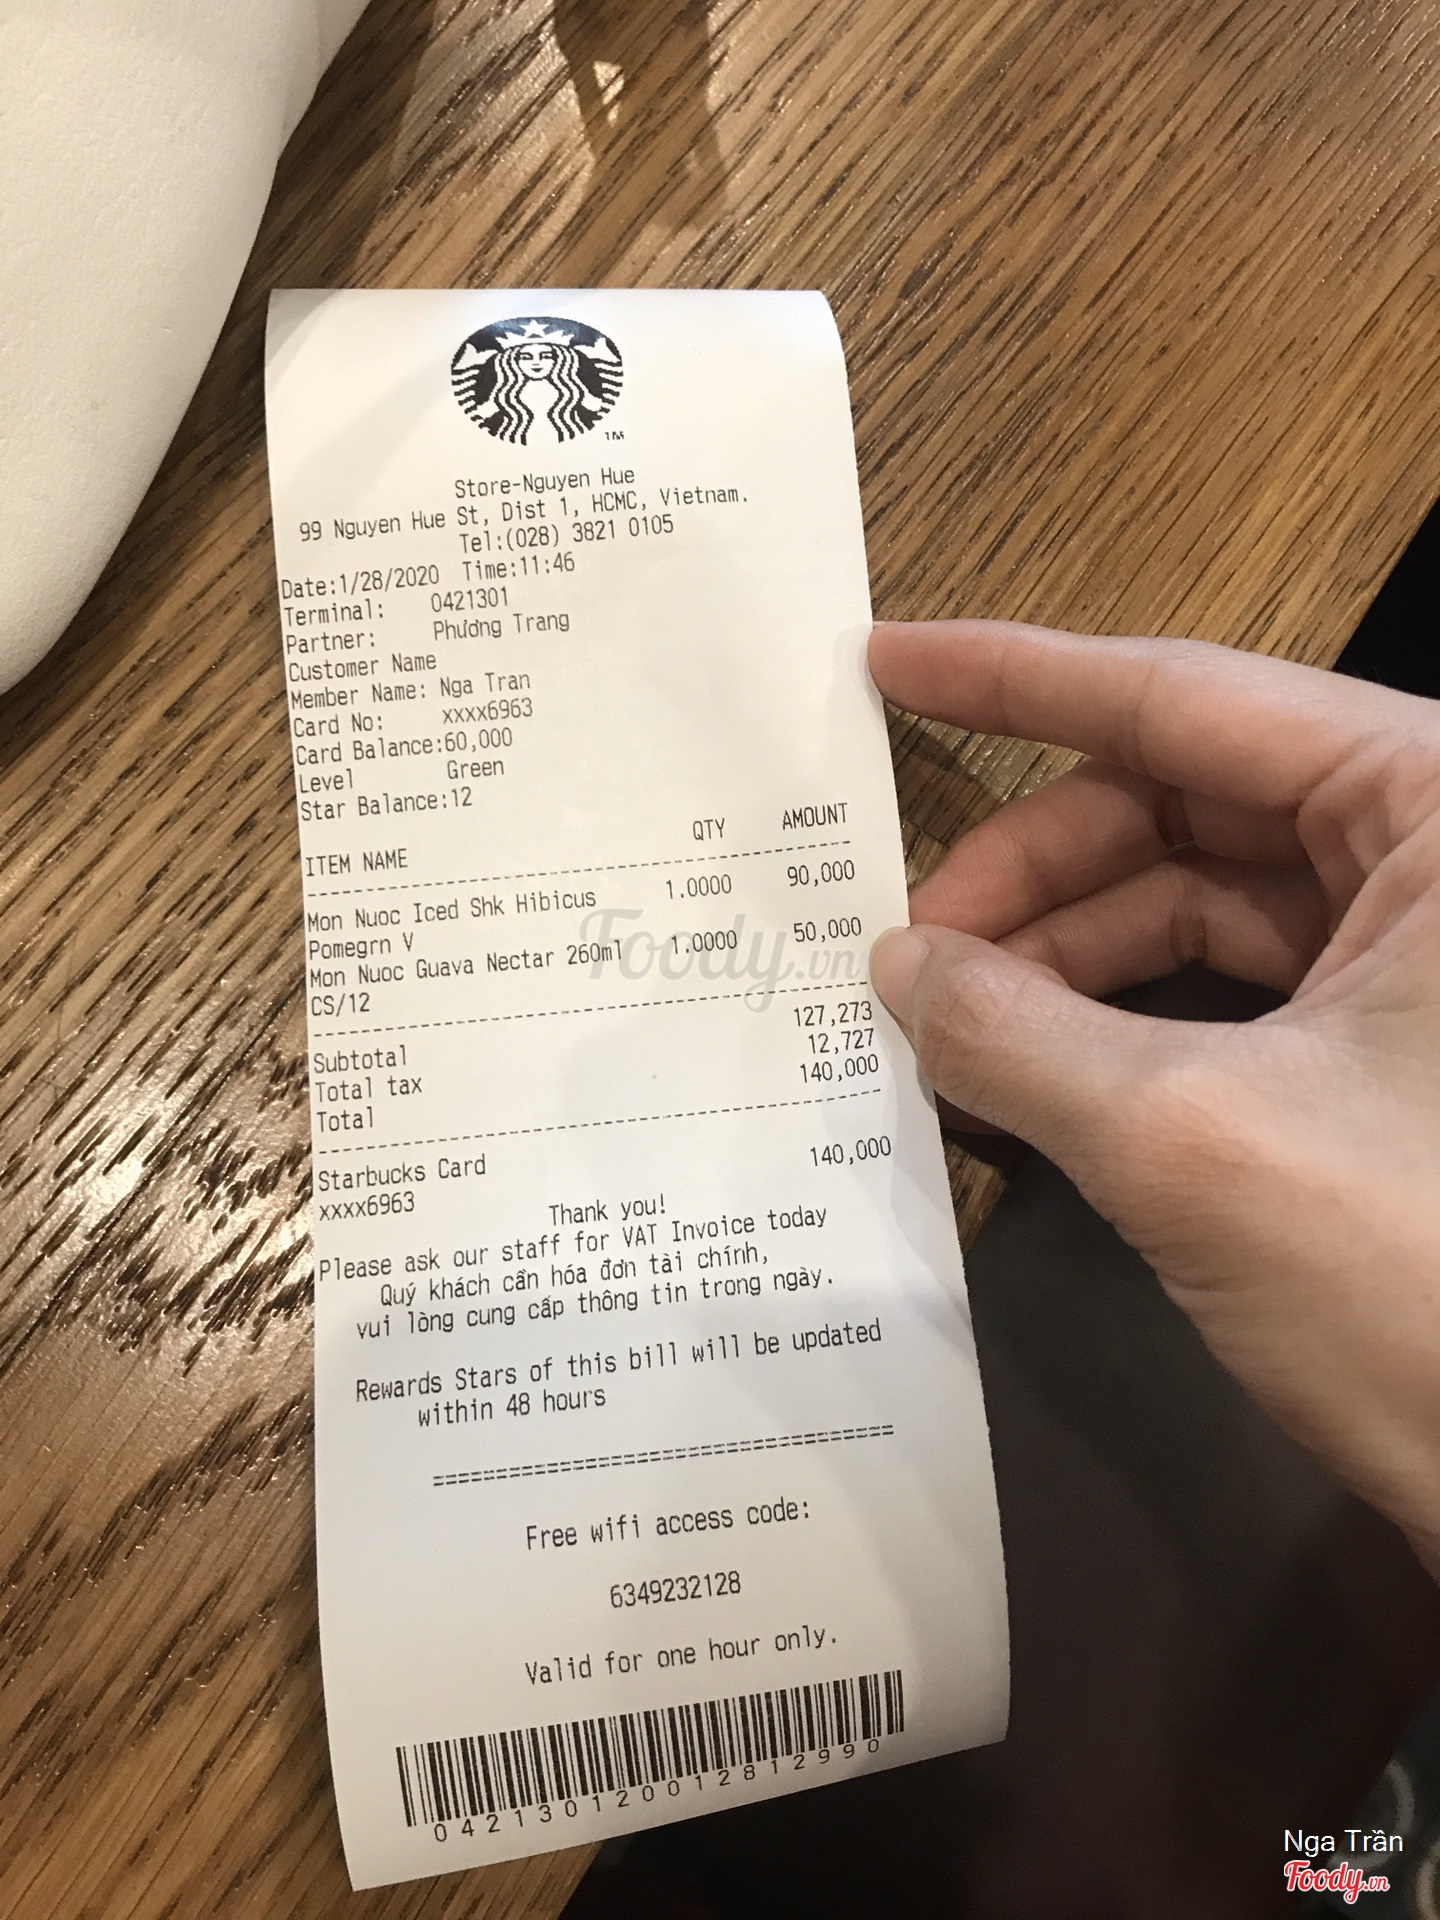 TM
Store-Nguyen Hue
99 Nguyen Hue St, Dist 1, HCMC, Vietnam.
Tel:(028) 3821 0105
Date:1/28/2020 Time:11:46
Terminal: 0421301
Partner: Phương Trang
Customer Name
Member Name: Nga Tran
Card No: xxxx6963
Card Balance:60,000
Level Green
Star Balance:12
ITEM NAME QTY AMOUNT
Mon Nuoc Iced Shk Hibicus 1.0000 90,000
Pomegrn V
Mon Nuoc Guava Nectar 260ml 1.0000 50,000
CS/12
Subtotal 127,273
Total tax 12,727
Total 140,000
Starbucks Card 140,000
xxxx6963
Thank you!
Please ask our staff for VAT Invoice today
Quý khách cần hóa đơn tài chính,
vui lòng cung cấp thông tin trong ngày.
Rewards Stars of this bill will be updated
within 48 hours
=====================================
Free wifi access code:
6349232128
Valid for one hour only.
042130120012812990
Foody.vn
Nga Trần
Foody.vn